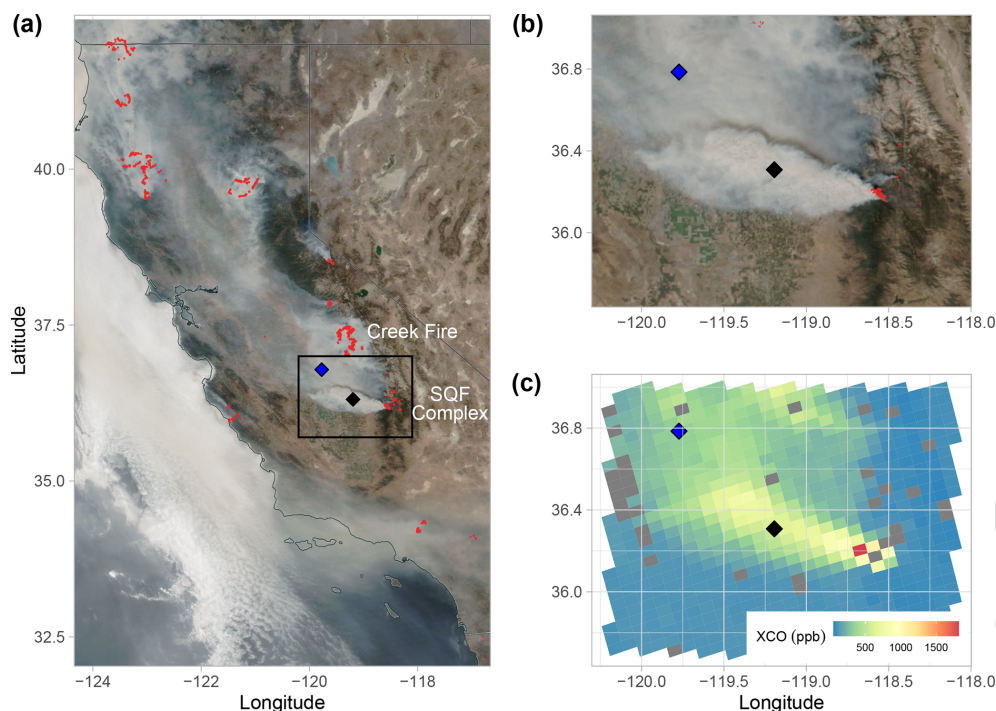 (a)
Latitude
40.0
37.5
35.0
32.5
Creek Fire
SQF
Complex
−124
−122
−120
−118
Longitude
(b)
36.8
36.4
36.0
−120.0
−119.5
−119.0
−118.5
−118.0
(c)
36.8
36.4
36.0
XCO (ppb)
500
1000
1500
−120.0
−119.5
−119.0
−118.5
−118.0
Longitude